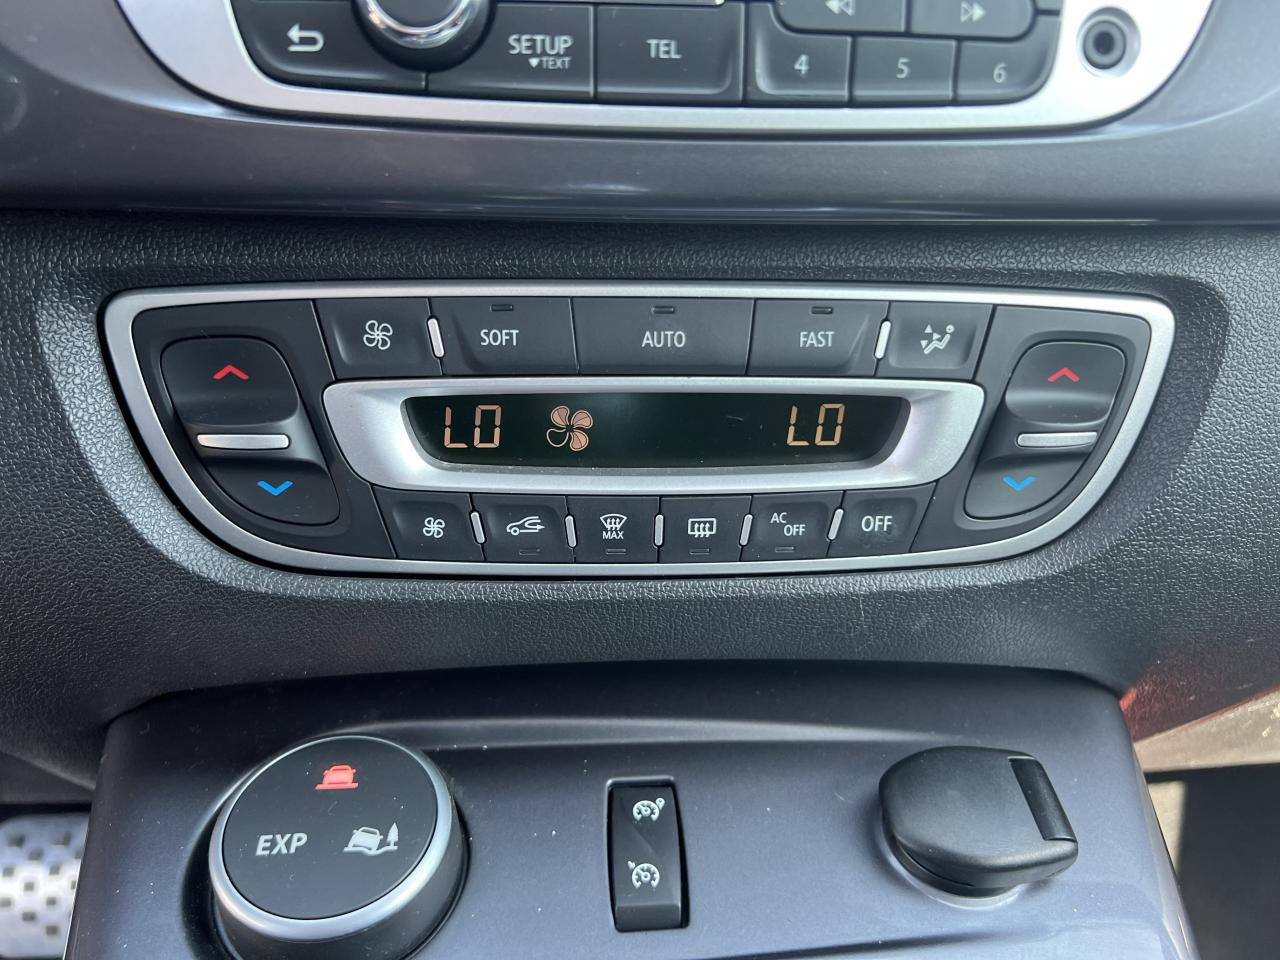 SETUP
▼TEXT
TEL
4
5
6
SOFT
AUTO
FAST
LO
LO
MAX
AC
OFF
OFF
EXP